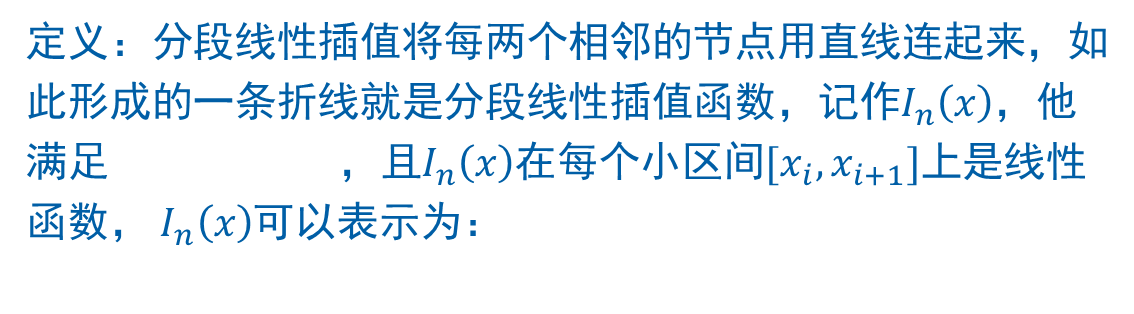 定义：分段线性插值将每两个相邻的节点用直线连起来，如
此形成的一条折线就是分段线性插值函数，记作Iₙ(x)，他
满足 ，且Iₙ(x)在每个小区间[xᵢ, xᵢ₊₁]上是线性
函数， Iₙ(x)可以表示为：